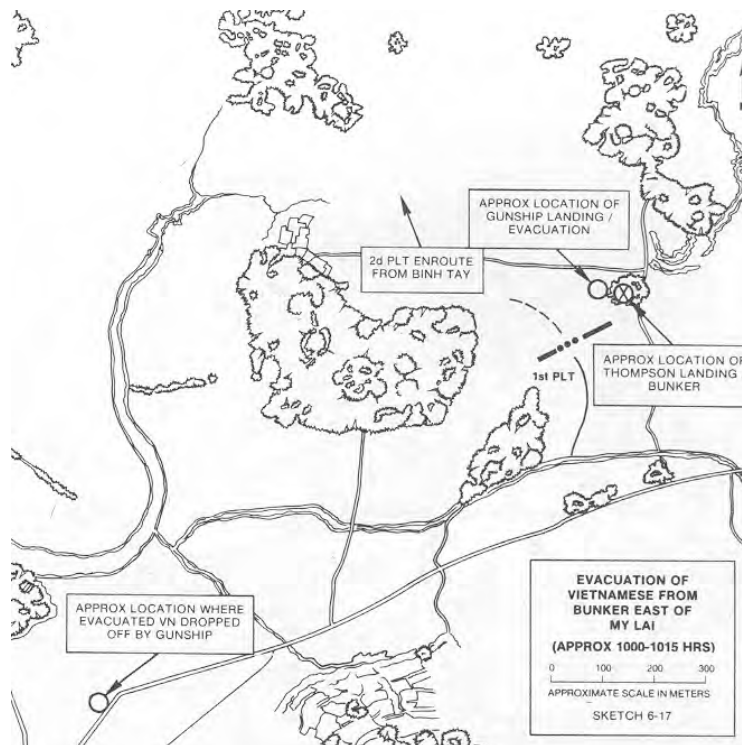 APPROX LOCATION OF
GUNSHIP LANDING /
EVACUATION
2d PLT ENROUTE
FROM BINH TAY
1st PLT
APPROX LOCATION OF
THOMPSON LANDING
BUNKER
APPROX LOCATION WHERE
EVACUATED VN DROPPED
OFF BY GUNSHIP
EVACUATION OF
VIETNAMESE FROM
BUNKER EAST OF
MY LAI
(APPROX 1000-1015 HRS)
0 100 200 300
APPROXIMATE SCALE IN METERS
SKETCH 6-17